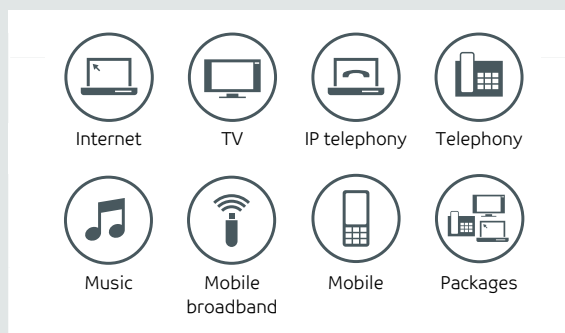 Internet
TV
IP telephony
Telephony
Music
Mobile
broadband
Mobile
Packages